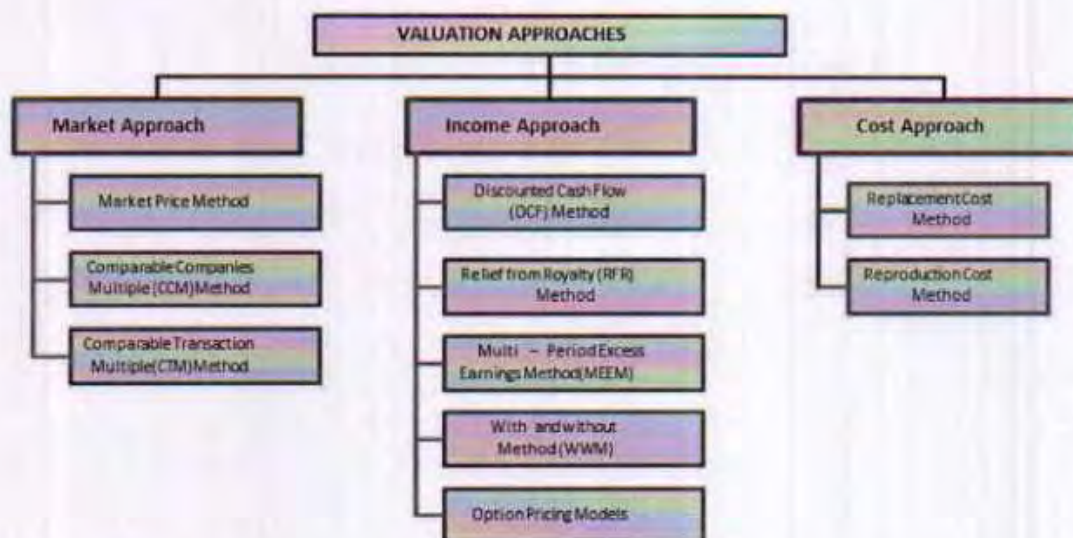 VALUATION APPROACHES
Market Approach
Market Price Method
Comparable Companies
Multiple (CCM) Method
Comparable Transaction
Multiple (CTM) Method
Income Approach
Discounted Cash Flow
(DCF) Method
Relief from Royalty (RFR)
Method
Multi – Period Excess
Earnings Method (MEEM)
With and without
Method (WWM)
Option Pricing Models
Cost Approach
Replacement Cost
Method
Reproduction Cost
Method